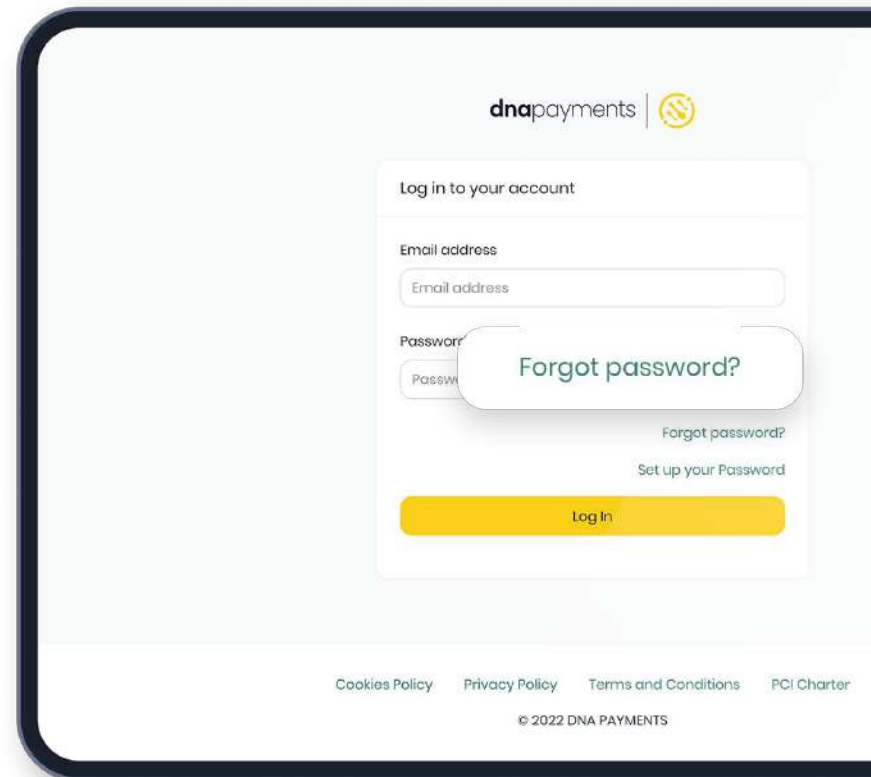 dnapayments
Log in to your account
Email address
Email address
Forgot password?
Forgot password?
Set up your Password
Log In
Cookies Policy Privacy Policy Terms and Conditions PCI Charter
© 2022 DNA PAYMENTS